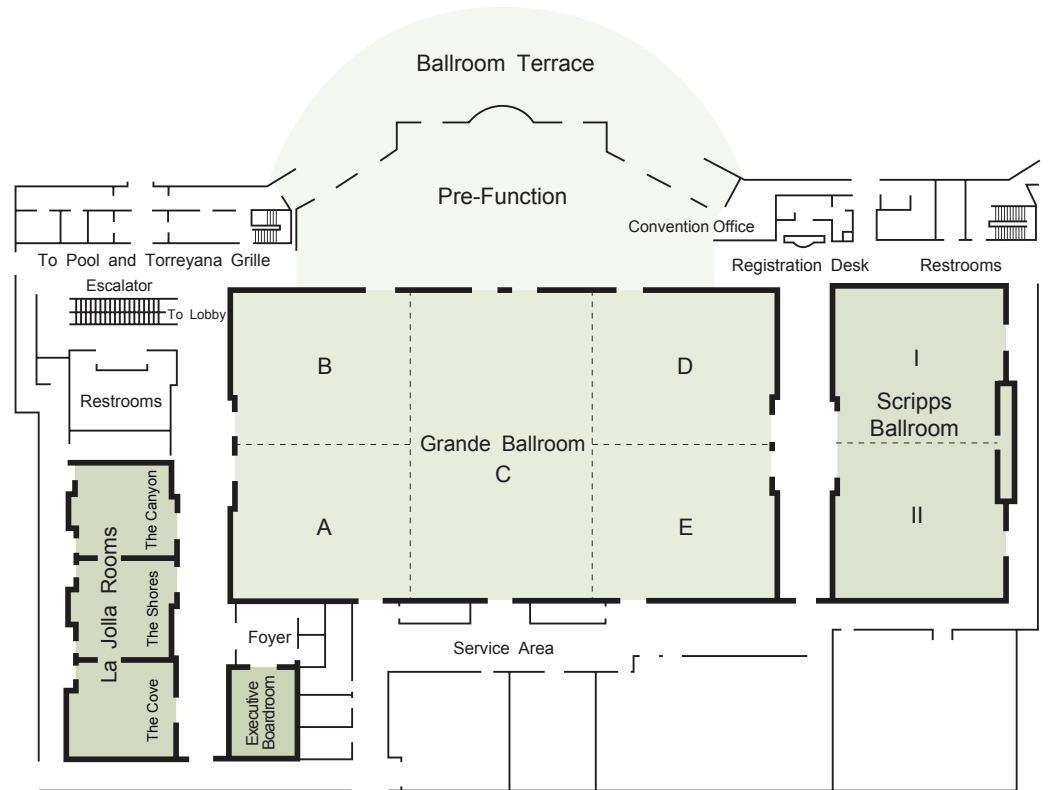 Ballroom Terrace
Pre-Function
Convention Office
To Pool and Torreyana Grille
Registration Desk
Restrooms
Escalator
To Lobby
B
D
I
Restrooms
Scripps
Ballroom
Grande Ballroom
C
A
E
II
La Jolla Rooms
The Canyon
The Shores
The Cove
Foyer
Service Area
Executive
Boardroom